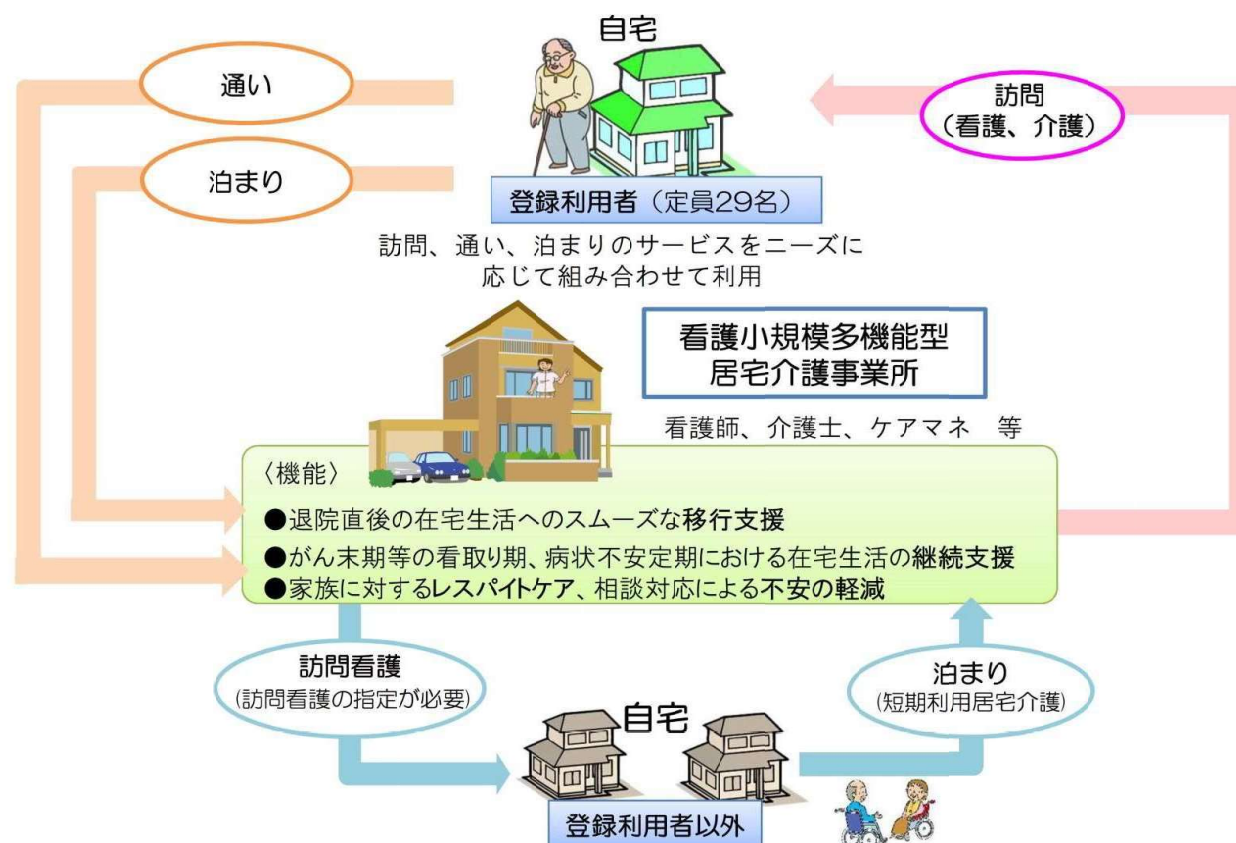 自宅
通い
訪問
(看護、介護)
泊まり
登録利用者（定員29名）
訪問、通い、泊まりのサービスをニーズに
応じて組み合わせて利用
看護小規模多機能型
居宅介護事業所
看護師、介護士、ケアマネ　等
〈機能〉
●退院直後の在宅生活へのスムーズな移行支援
●がん末期等の看取り期、病状不安定期における在宅生活の継続支援
●家族に対するレスパイトケア、相談対応による不安の軽減
訪問看護
(訪問看護の指定が必要)
泊まり
(短期利用居宅介護)
自宅
登録利用者以外